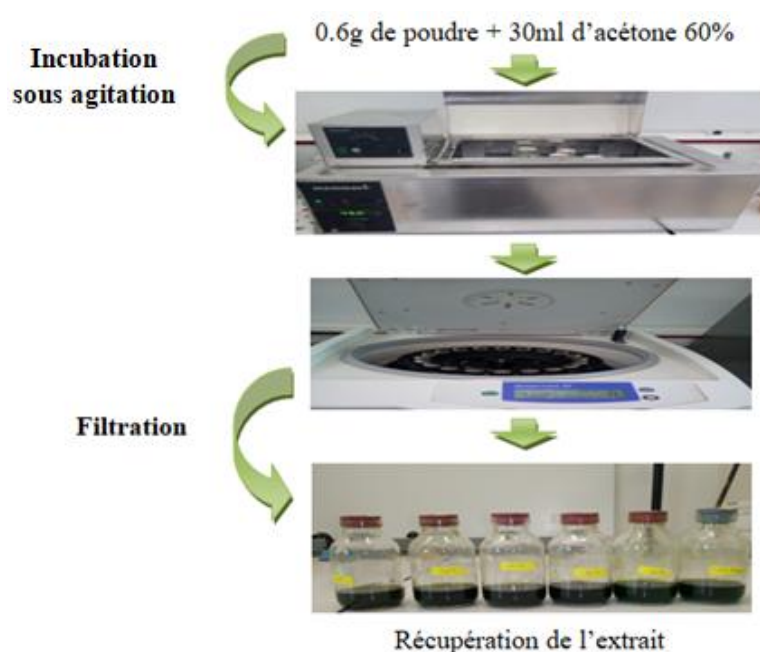 0.6g de poudre + 30ml d’acétone 60%
Incubation
sous agitation
Filtration
Récupération de l’extrait